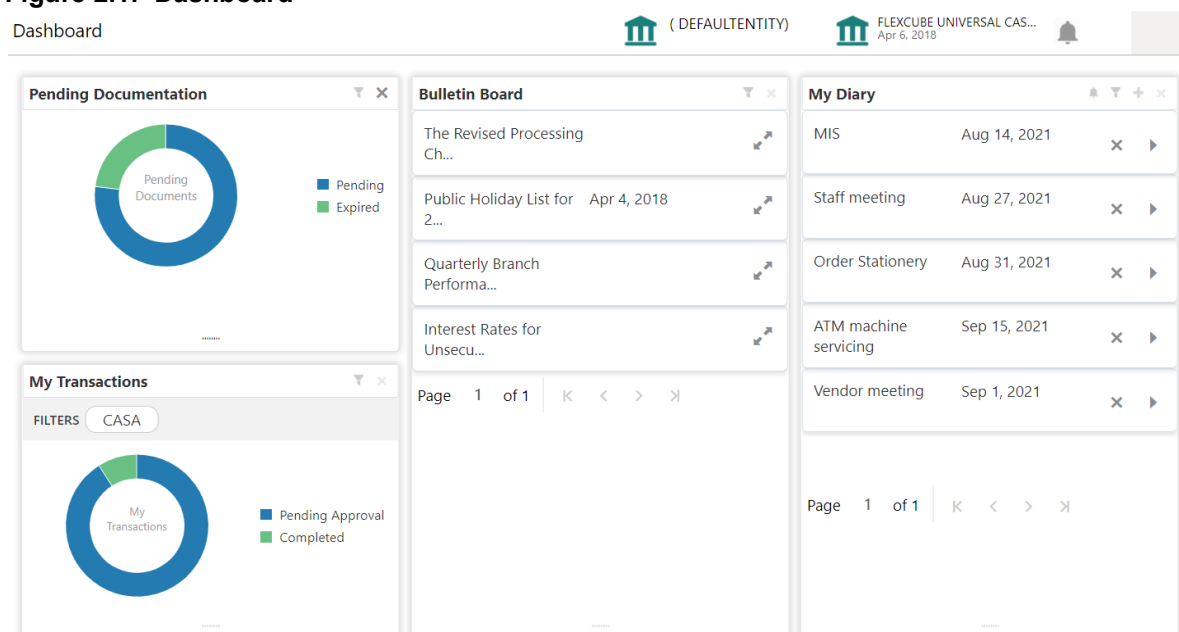 Dashboard
( DEFAULTENTITY)
FLEXCUBE UNIVERSAL CAS...
Apr 6, 2018
Pending Documentation
Pending
Documents
Pending
Expired
My Transactions
FILTERS CASA
My
Transactions
Pending Approval
Completed
Bulletin Board
The Revised Processing
Ch...
Public Holiday List for Apr 4, 2018
2...
Quarterly Branch
Performa...
Interest Rates for
Unsecu...
Page 1 of 1
My Diary
MIS Aug 14, 2021
Staff meeting Aug 27, 2021
Order Stationery Aug 31, 2021
ATM machine Sep 15, 2021
servicing
Vendor meeting Sep 1, 2021
Page 1 of 1